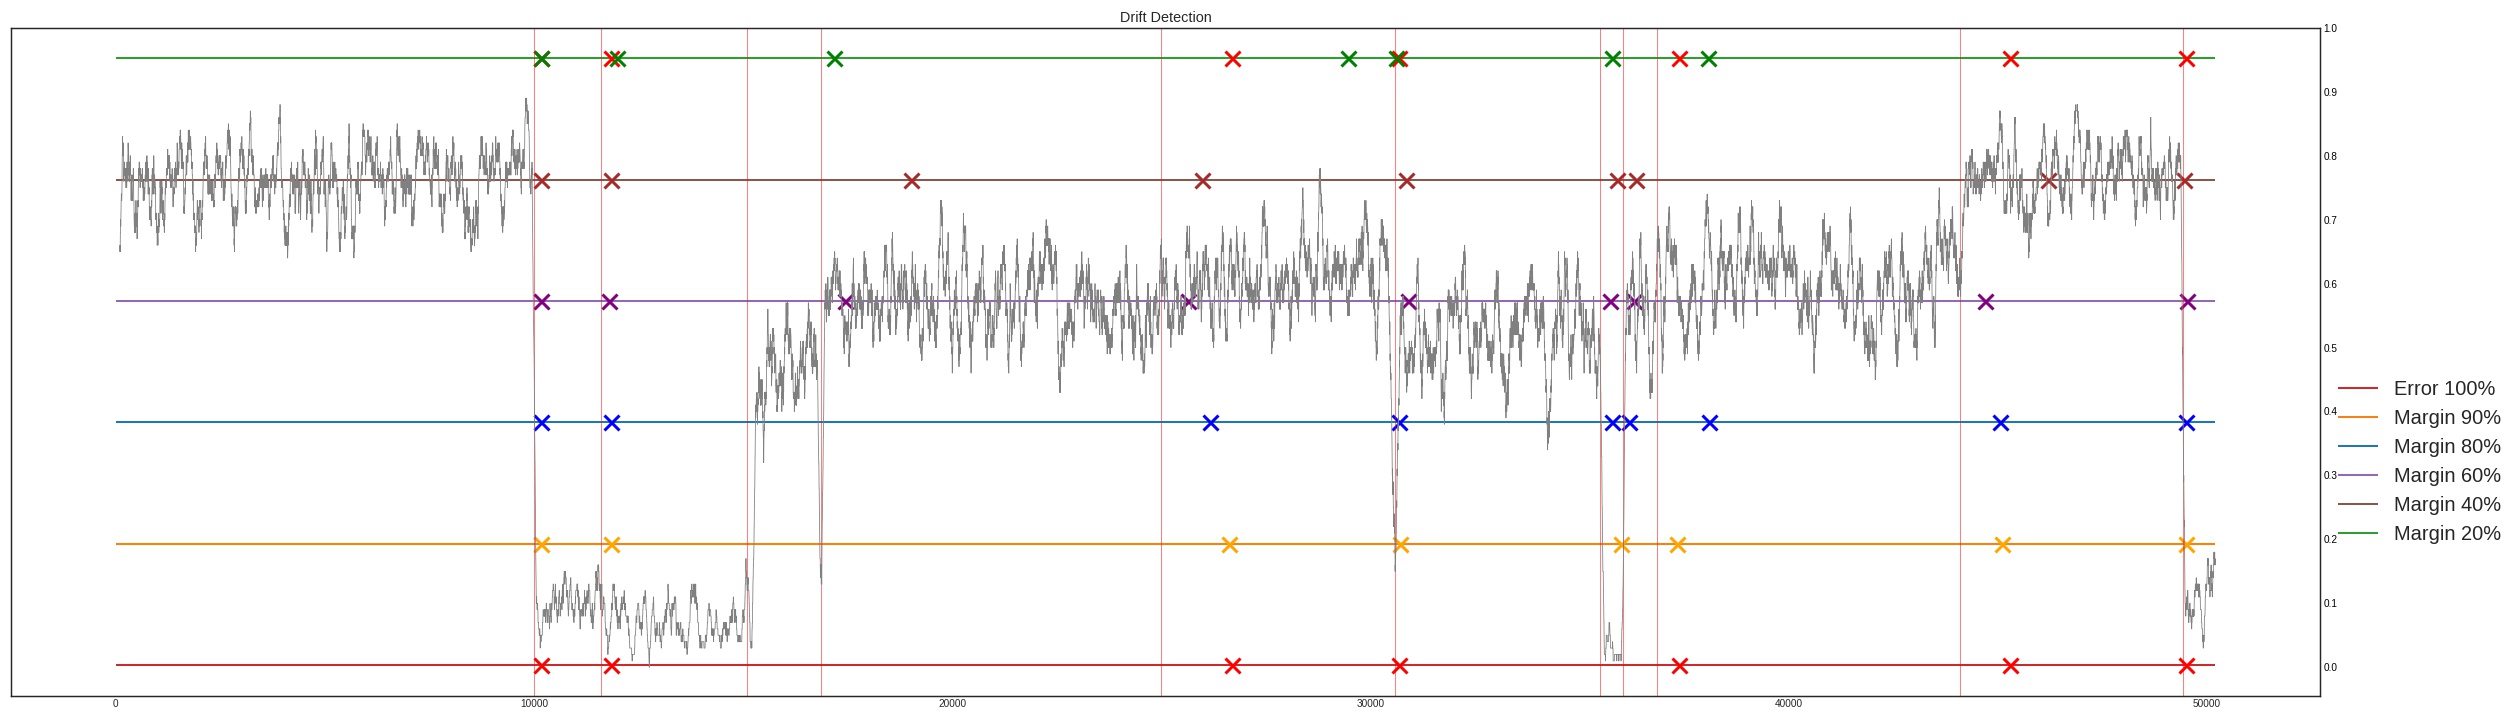 Drift Detection
1.0
0.9
0.8
0.7
0.6
0.5
0.4
0.3
0.2
0.1
0.0
Error 100%
Margin 90%
Margin 80%
Margin 60%
Margin 40%
Margin 20%
0 10000 20000 30000 40000 50000